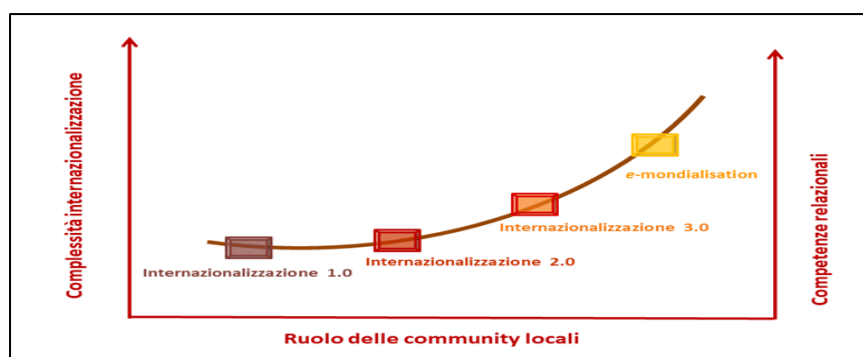 Complessità internazionalizzazione
Competenze relazionali
e-mondialisation
Internazionalizzazione 3.0
Internazionalizzazione 2.0
Internazionalizzazione 1.0
Ruolo delle community locali